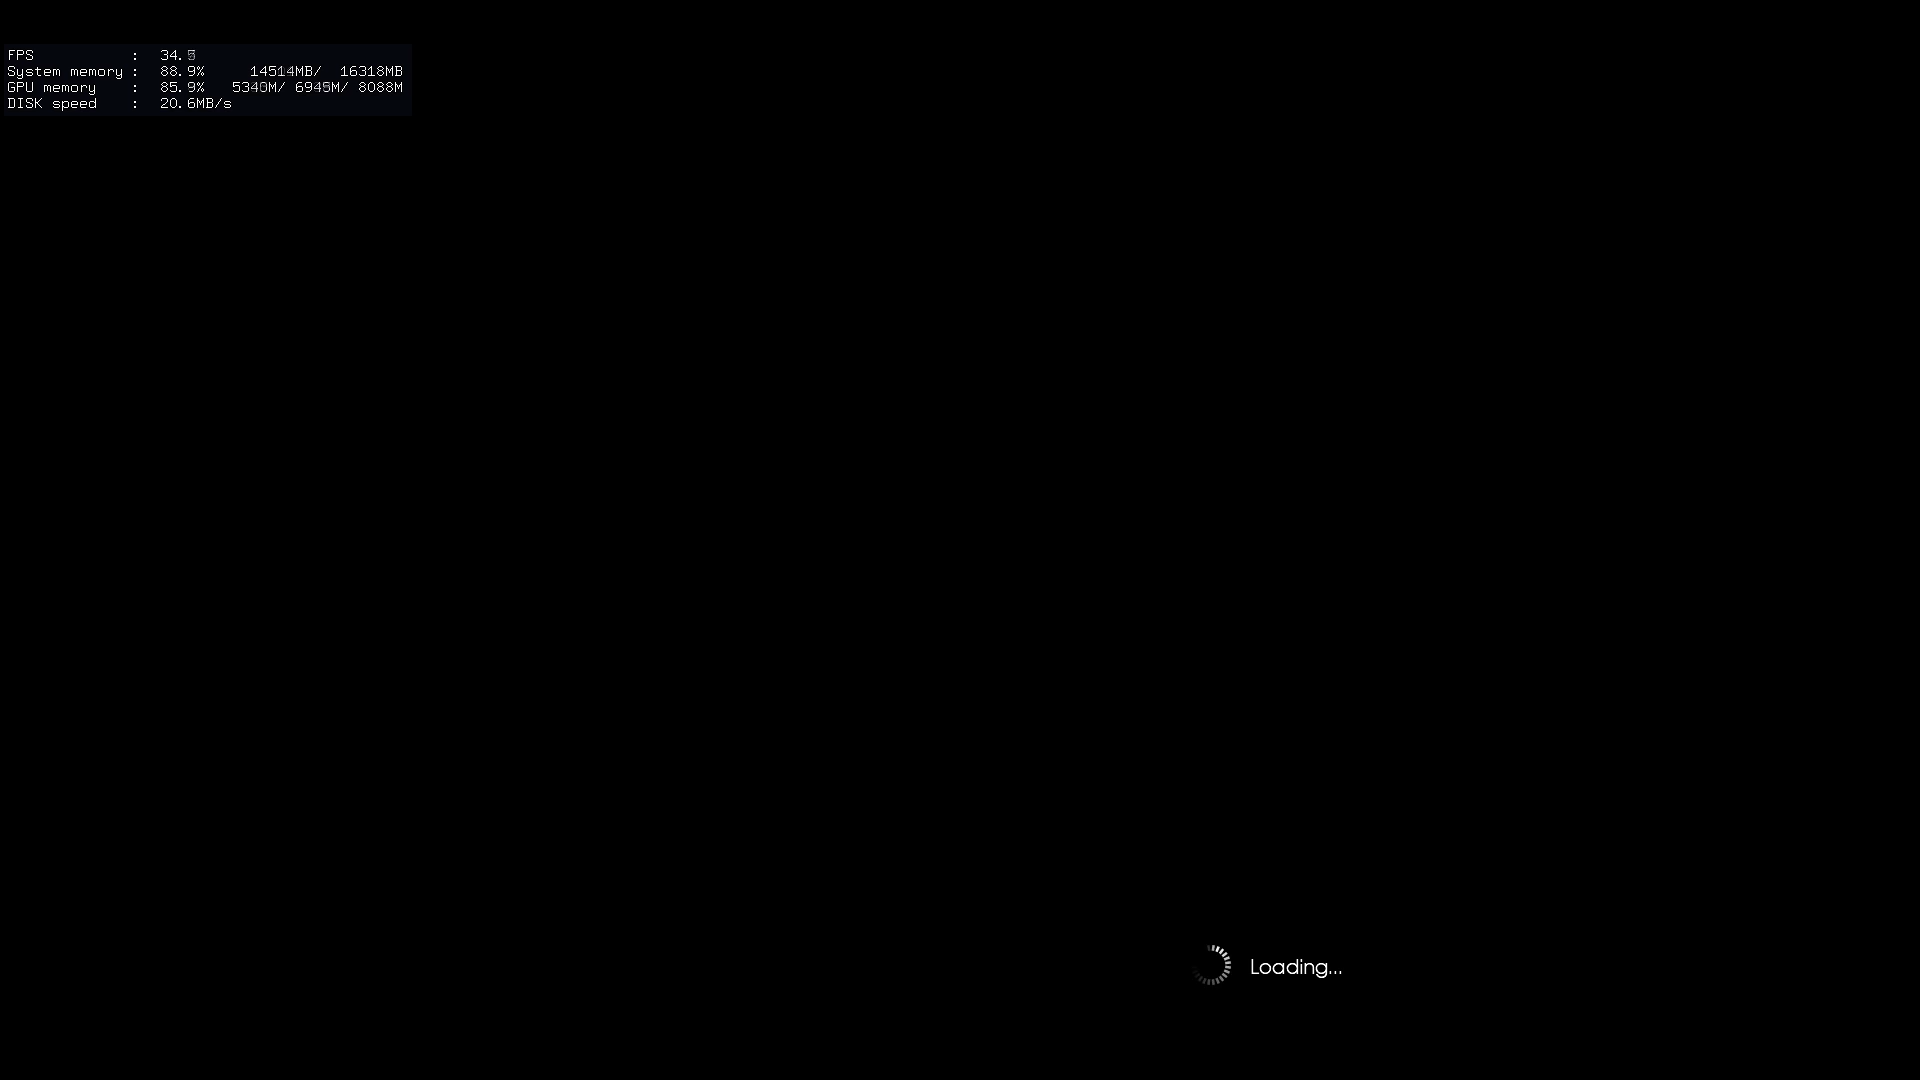 FPS : 34.
System memory : 88.9% 14514MB/ 16318MB
GPU memory : 85.9% 5340M/ 6945M/ 8088M
DISK speed : 20.6MB/s
Loading...